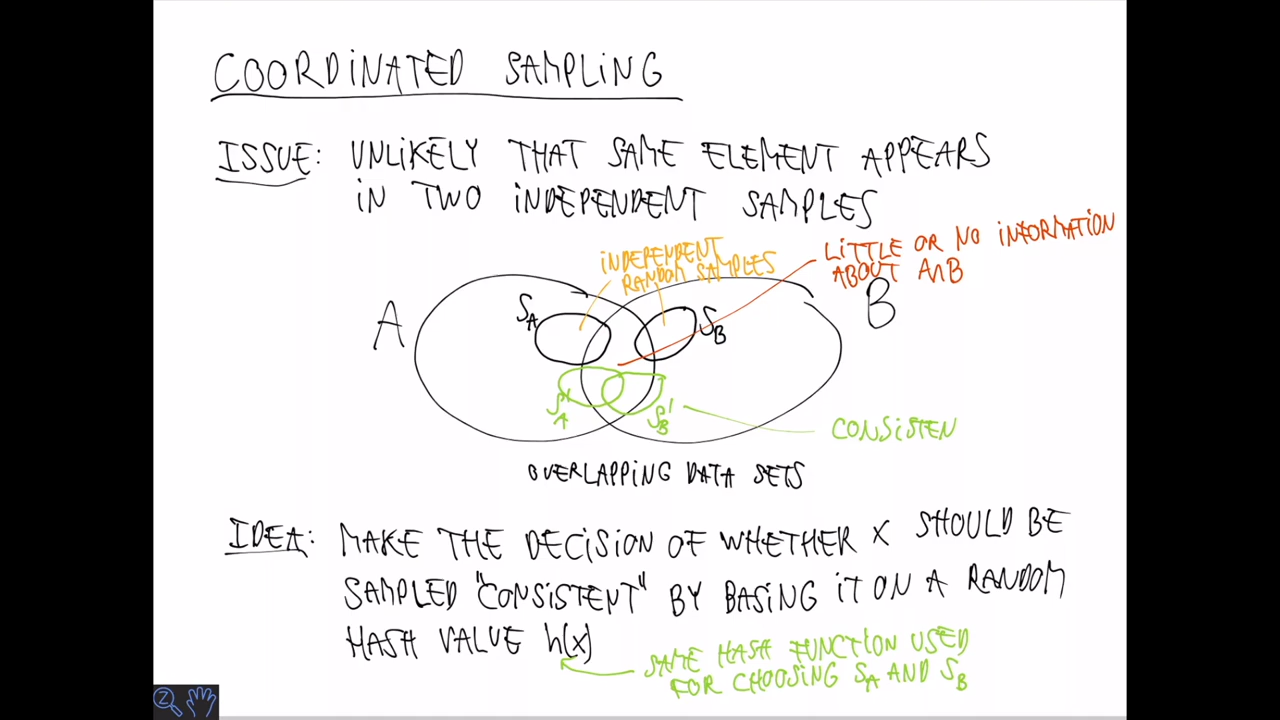 COORDINATED SAMPLING
ISSUE: UNLIKELY THAT SAME ELEMENT APPEARS
IN TWO INDEPENDENT SAMPLES
INDEPENDENT
RANDOM SAMPLES
LITTLE OR NO INFORMATION
ABOUT A∩B
A
S_A
S_B
B
S'_A
S'_B
CONSISTEN
OVERLAPPING DATA SETS
IDEA: MAKE THE DECISION OF WHETHER X SHOULD BE
SAMPLED "CONSISTENT" BY BASING IT ON A RANDOM
HASH VALUE h(x)
SAME HASH FUNCTION USED
FOR CHOOSING S_A AND S_B
Z